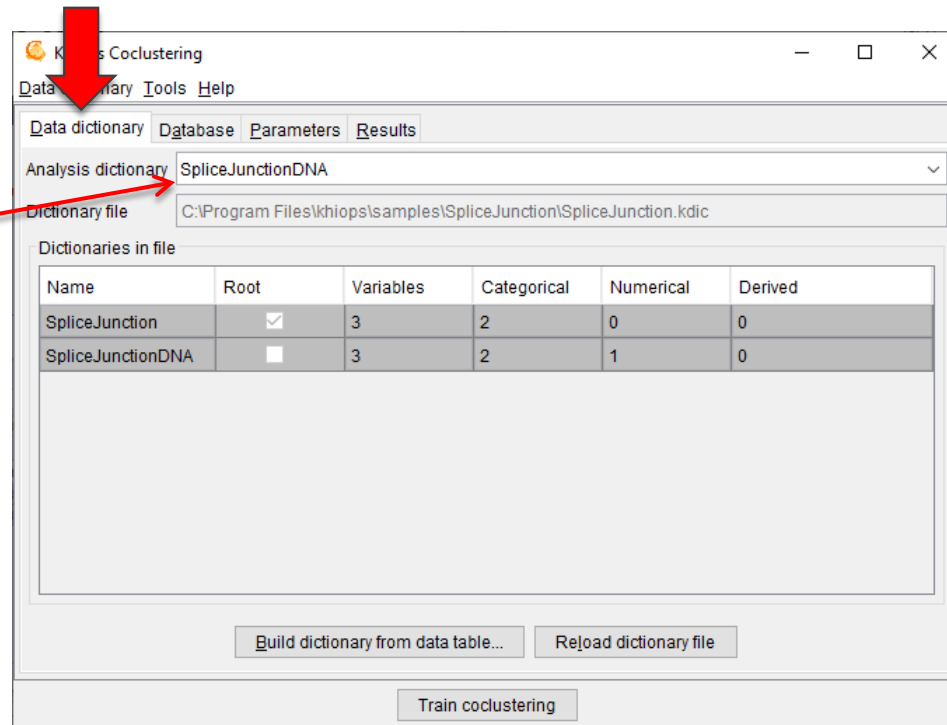 K s Coclustering
Data nary Tools Help
Data dictionary Database Parameters Results
Analysis dictionary SpliceJunctionDNA
Dictionary file C:\Program Files\khiops\samples\SpliceJunction\SpliceJunction.kdic
Dictionaries in file
Name Root Variables Categorical Numerical Derived
SpliceJunction 3 2 0 0
SpliceJunctionDNA 3 2 1 0
Build dictionary from data table... Reload dictionary file
Train coclustering